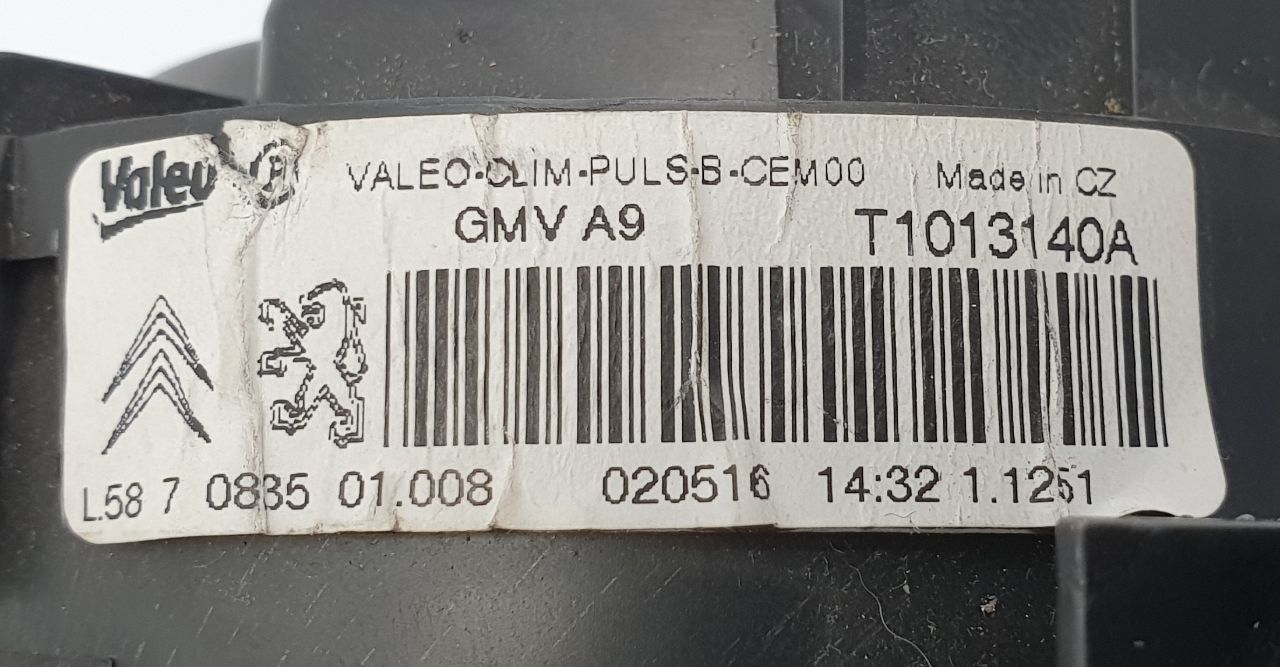 Valeo VALEO-CLIM-PULS-B-CEM00 Made in CZ
GMV A9 T1013140A
L.58 7 0835 01.008 020516 14:32 1.1251